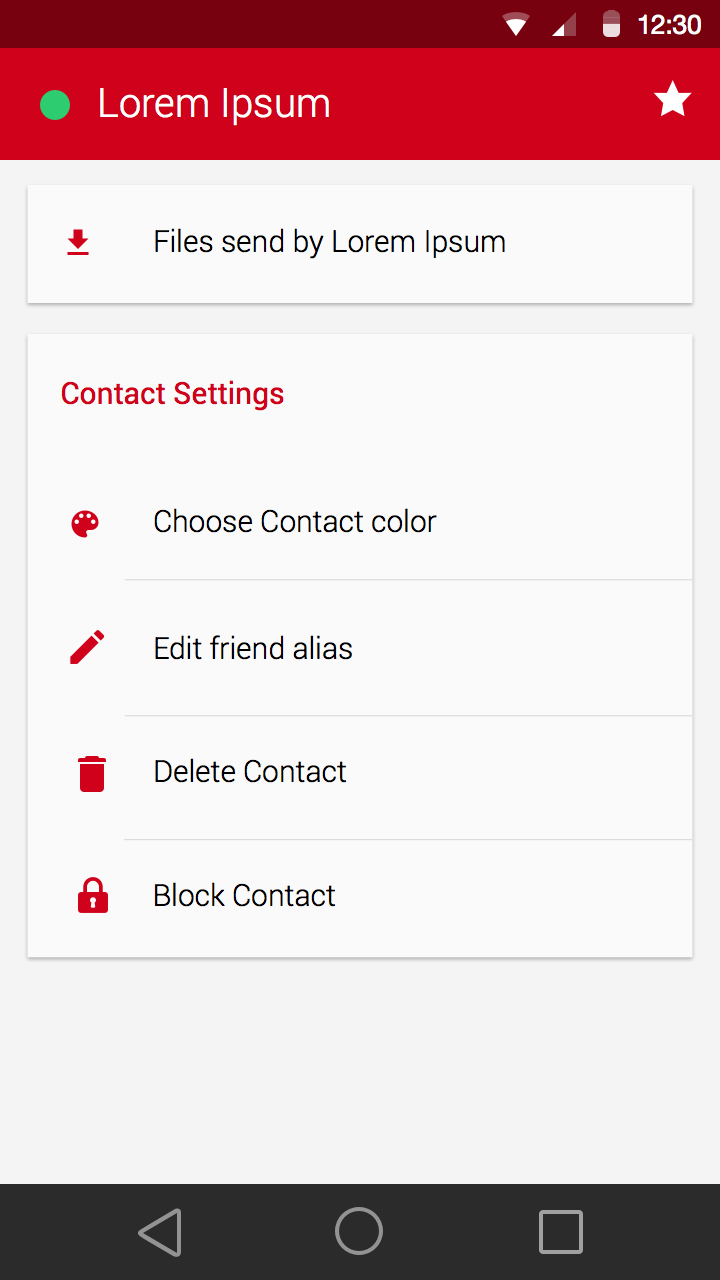 12:30
Lorem Ipsum
Files send by Lorem Ipsum
Contact Settings
Choose Contact color
Edit friend alias
Delete Contact
Block Contact